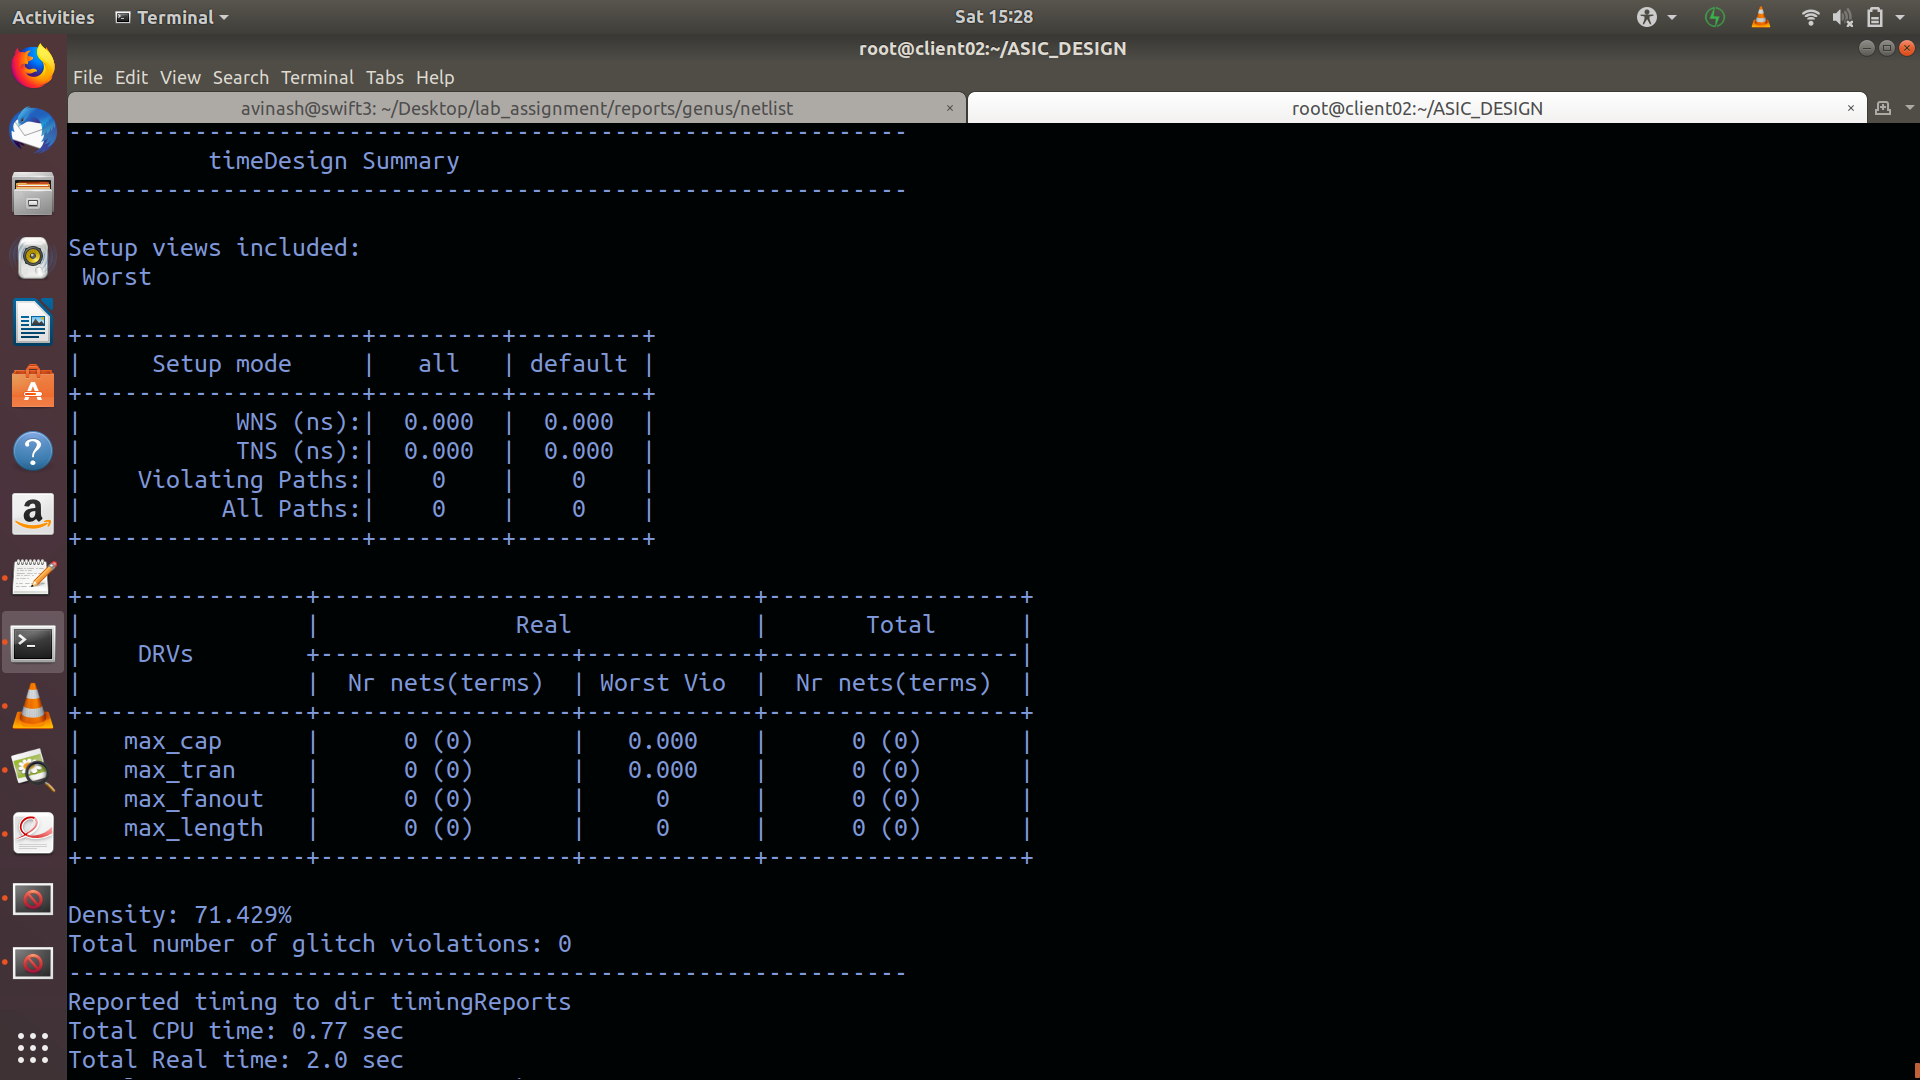 Activities Terminal Sat 15:28
root@client02:~/ASIC_DESIGN
File Edit View Search Terminal Tabs Help
avinash@swift3: ~/Desktop/lab_assignment/reports/genus/netlist × root@client02:~/ASIC_DESIGN ×
------------------------------------------------------------
          timeDesign Summary
------------------------------------------------------------
Setup views included:
 Worst
+--------------------+---------+---------+
|     Setup mode     |   all   | default |
+--------------------+---------+---------+
|           WNS (ns):|  0.000  |  0.000  |
|           TNS (ns):|  0.000  |  0.000  |
|    Violating Paths:|    0    |    0    |
|          All Paths:|    0    |    0    |
+--------------------+---------+---------+
+----------------+-------------------------------+------------------+
|                |              Real             |       Total      |
|    DRVs        +------------------+------------+------------------|
|                |  Nr nets(terms)  | Worst Vio  |  Nr nets(terms)  |
+----------------+------------------+------------+------------------+
|   max_cap      |      0 (0)       |   0.000    |      0 (0)       |
|   max_tran     |      0 (0)       |   0.000    |      0 (0)       |
|   max_fanout   |      0 (0)       |     0      |      0 (0)       |
|   max_length   |      0 (0)       |     0      |      0 (0)       |
+----------------+------------------+------------+------------------+
Density: 71.429%
Total number of glitch violations: 0
------------------------------------------------------------
Reported timing to dir timingReports
Total CPU time: 0.77 sec
Total Real time: 2.0 sec